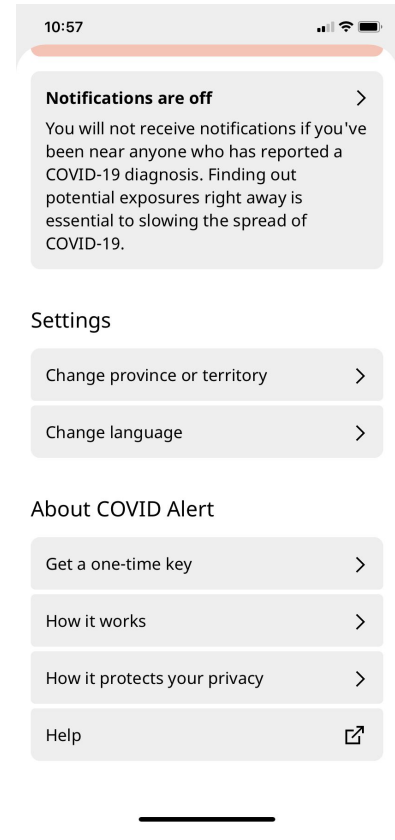 10:57
Notifications are off
You will not receive notifications if you've
been near anyone who has reported a
COVID-19 diagnosis. Finding out
potential exposures right away is
essential to slowing the spread of
COVID-19.
Settings
Change province or territory
Change language
About COVID Alert
Get a one-time key
How it works
How it protects your privacy
Help